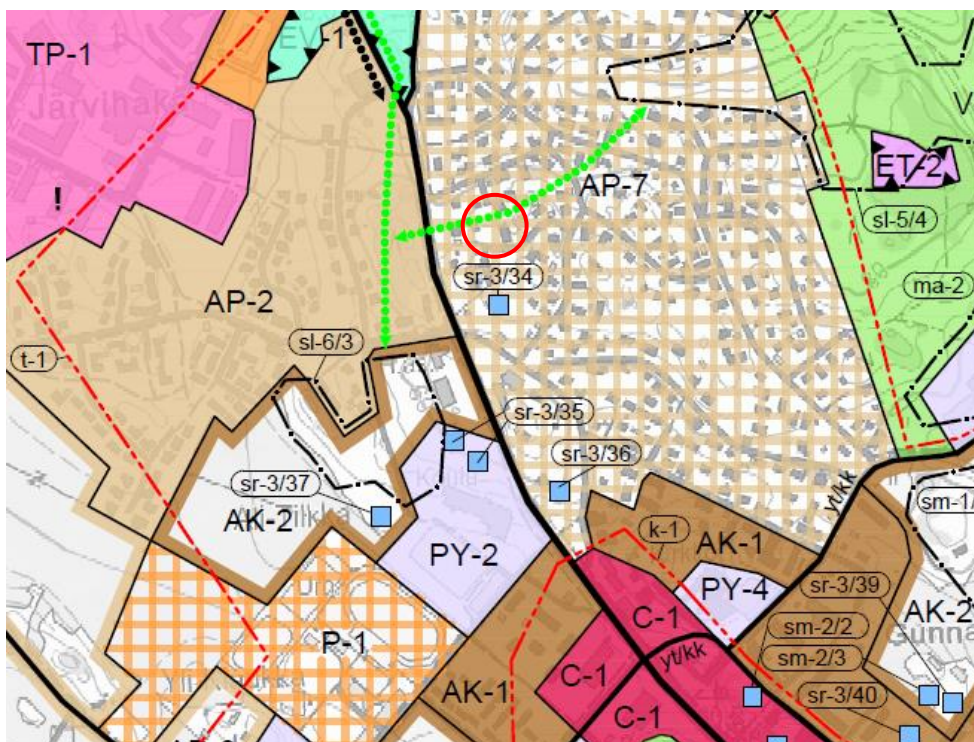 EV-1
TP-1
Järvihaka
V
ET-2
!
AP-7
sl-5/4
sr-3/34
ma-2
AP-2
sl-6/3
t-1
sr-3/35
sr-3/36
sr-3/37
yt/kk
sm-1/
AK-2
k-1
AK-1
PY-2
PY-4
sr-3/39
AK-2
C-1
sm-2/2
P-1
yt/kk
sm-2/3
AK-1
C-1
sr-3/40
C-1